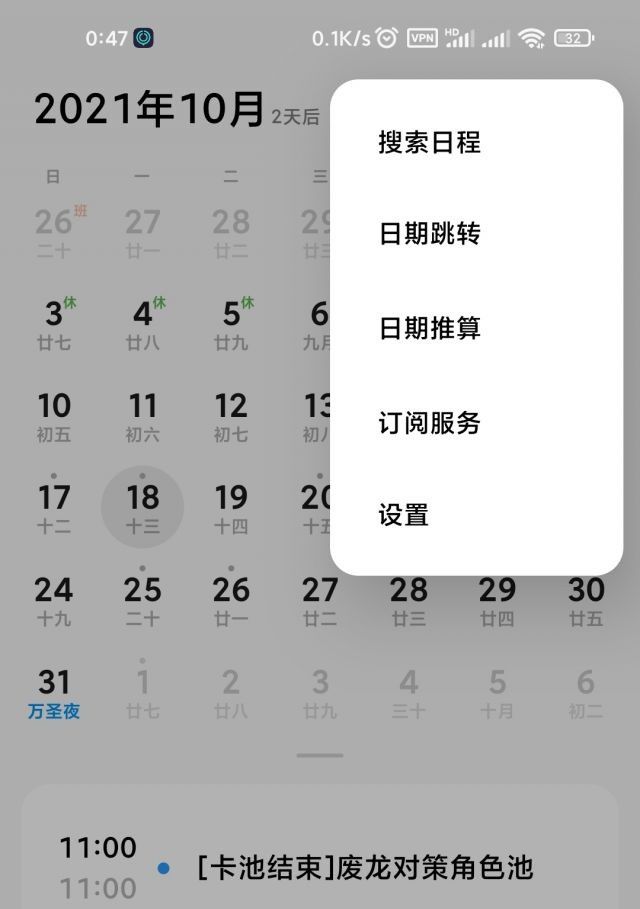 0:47 0.1K/s VPN HD 32
2021年10月 2天后
搜索日程
日期跳转
日期推算
订阅服务
设置
日 一 二 三
26 班 27 28 29
二十 廿一 廿二 廿三
3 休 4 休 5 休 6
廿七 廿八 廿九 九月
10 11 12 13
初五 初六 初七 初八
17 18 19 20
十二 十三 十四 十五
24 25 26 27 28 29 30
十九 二十 廿一 廿二 廿三 廿四 廿五
31 1 2 3 4 5 6
万圣夜 廿七 廿八 廿九 三十 十月 初二
11:00 [卡池结束]废龙对策角色池
11:00